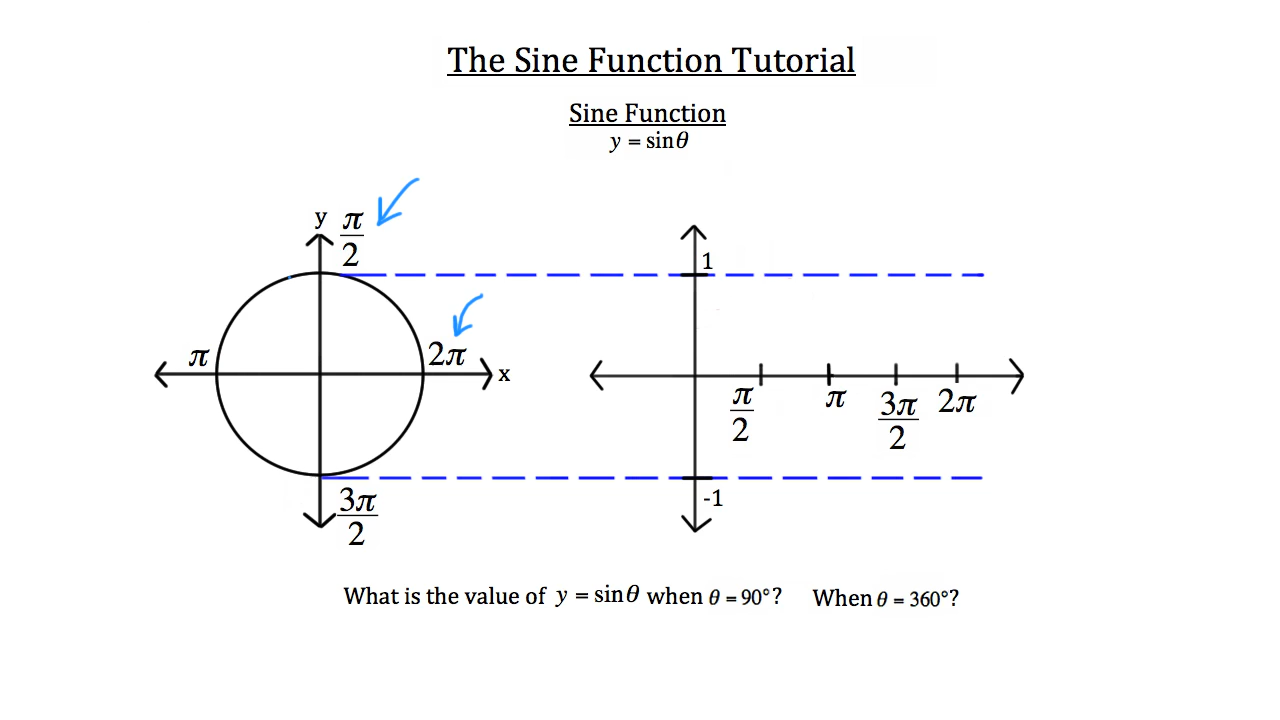 The Sine Function Tutorial
Sine Function
y = sinθ
y
π/2
π
2π
x
3π/2
1
π/2
π
3π/2
2π
-1
What is the value of y = sinθ when θ = 90°? When θ = 360°?